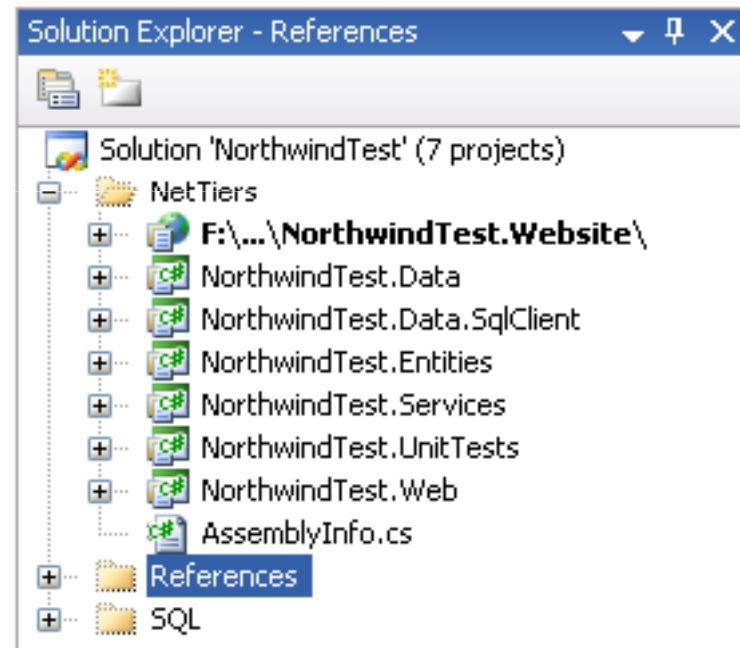 Solution Explorer - References
Solution 'NorthwindTest' (7 projects)
NetTiers
F:\...\NorthwindTest.Website\
C# NorthwindTest.Data
C# NorthwindTest.Data.SqlClient
C# NorthwindTest.Entities
C# NorthwindTest.Services
C# NorthwindTest.UnitTests
C# NorthwindTest.Web
C# AssemblyInfo.cs
References
SQL